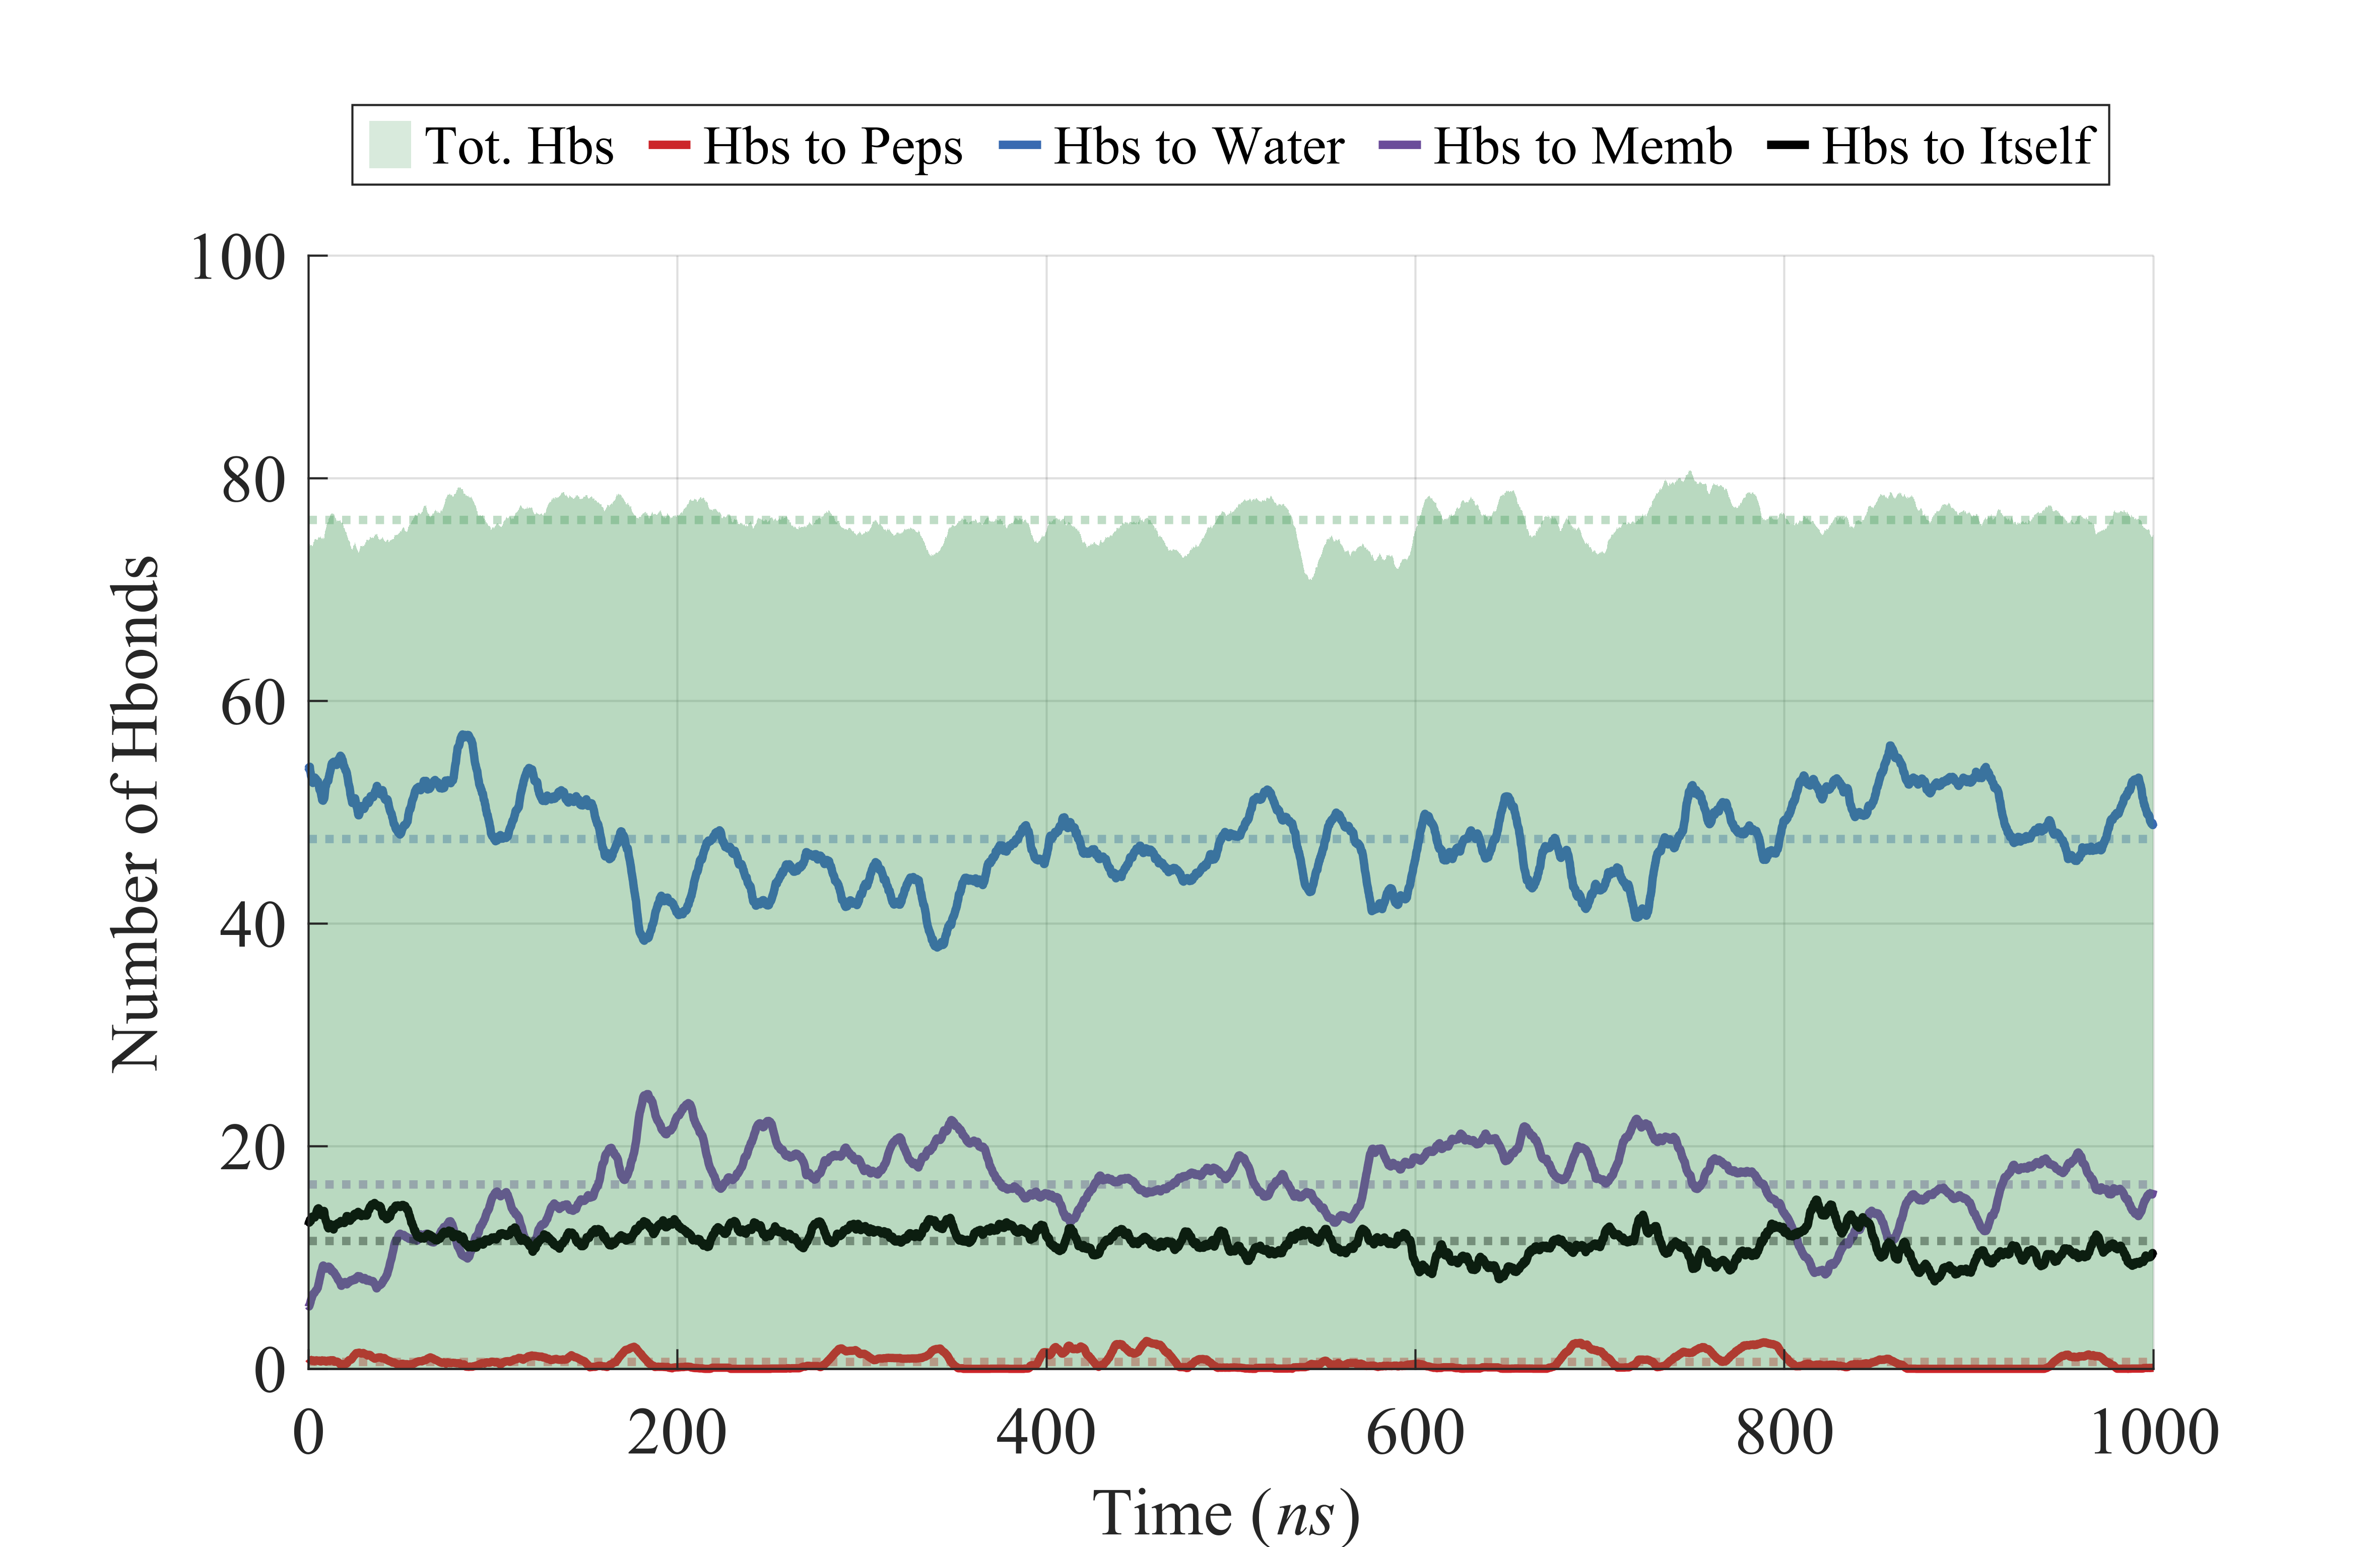 Tot. Hbs Hbs to Peps Hbs to Water Hbs to Memb Hbs to Itself
100
80
60
40
20
0
Number of Hbonds
0 200 400 600 800 1000
Time (ns)